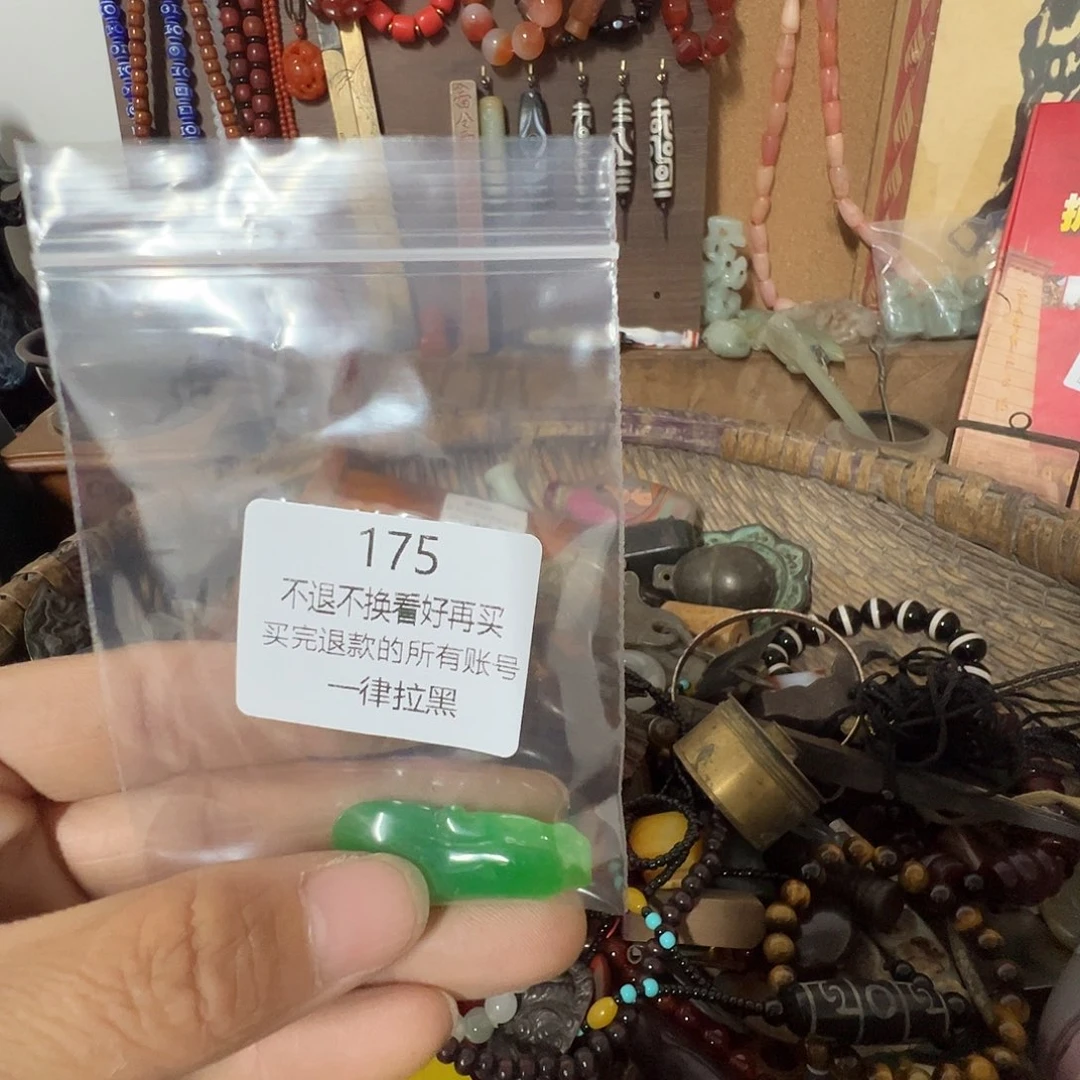 175
不退不换看好再买
买完退款的所有账号
一律拉黑